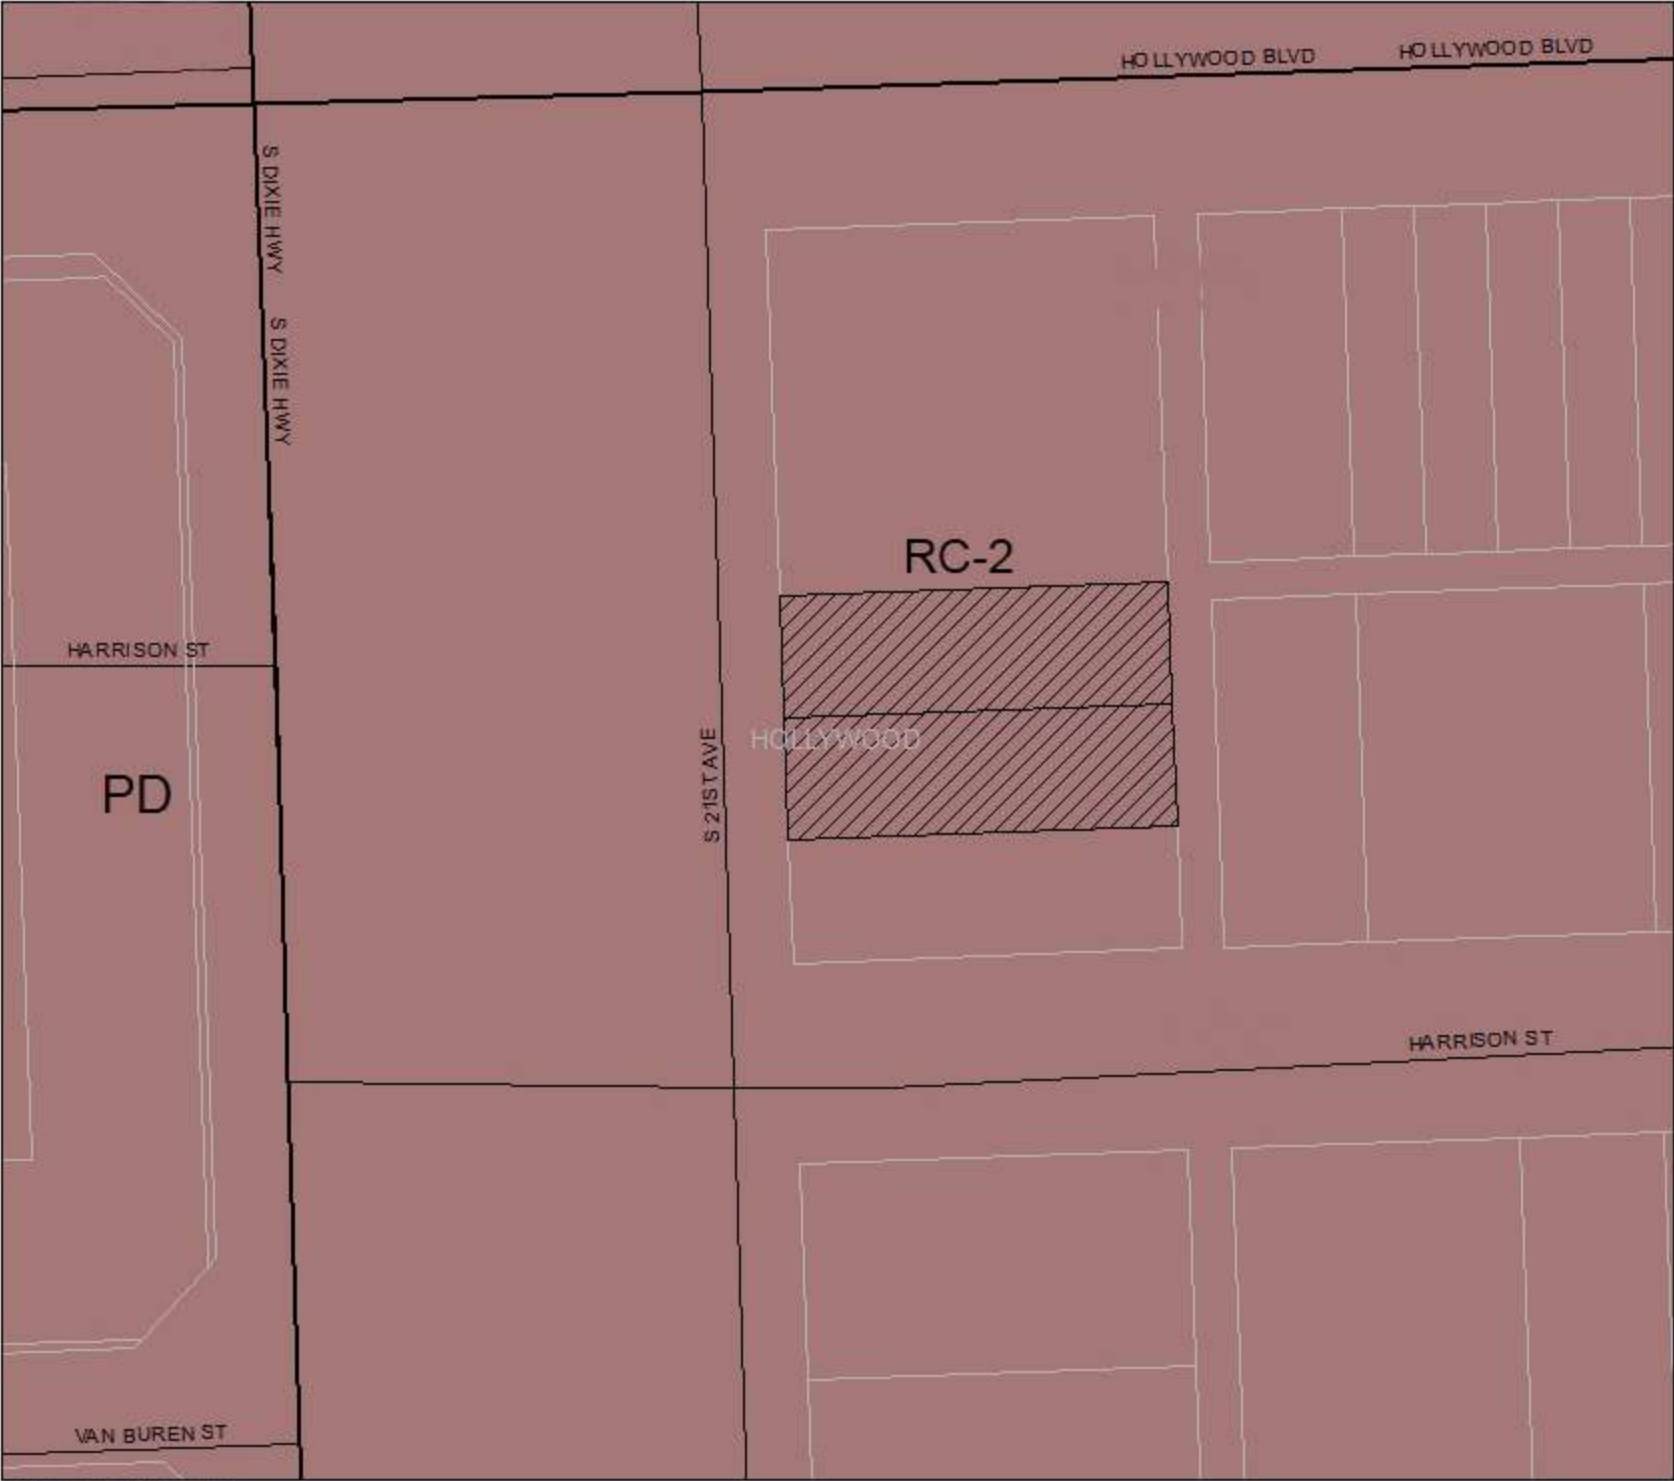 HOLLYWOOD BLVD
HOLLYWOOD BLVD
S DIXIE HWY
S DIXIE HWY
RC-2
HARRISON ST
HOLLYWOOD
S 21ST AVE
PD
HARRISON ST
VAN BUREN ST